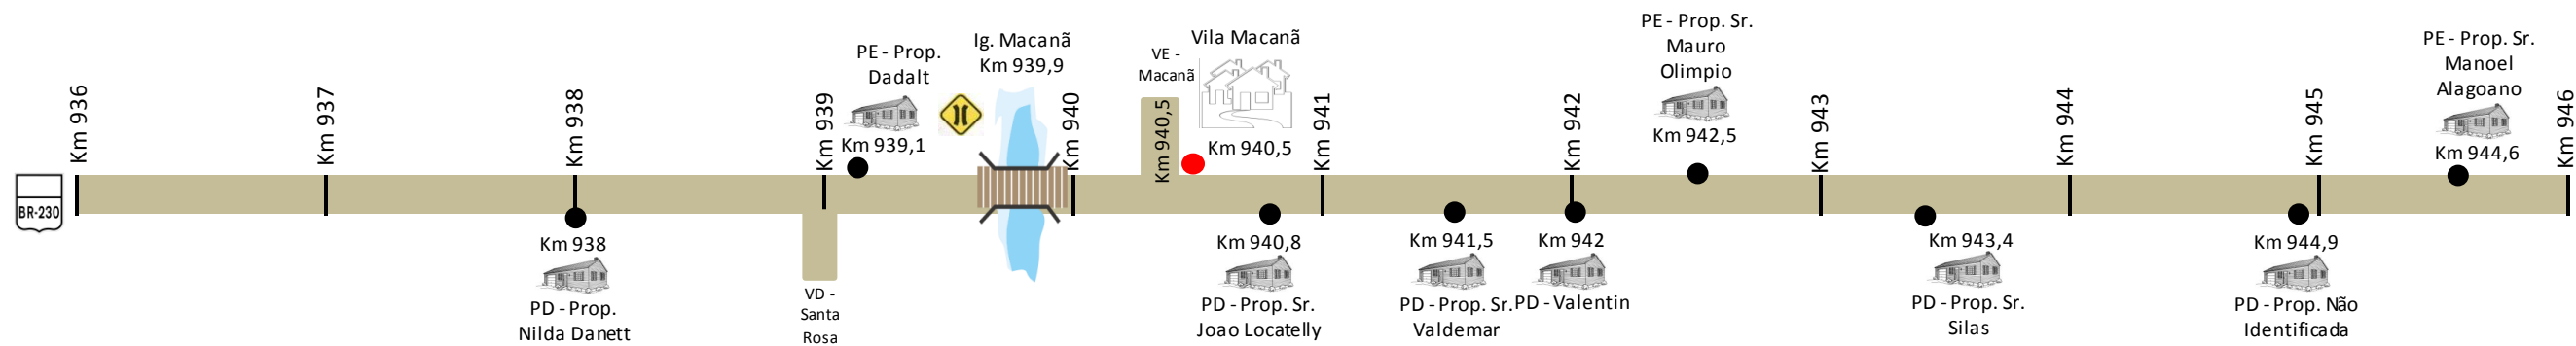 BR-230
Km 936
Km 937
Km 938
Km 938
PD - Prop.
Nilda Danett
Km 939
VD -
Santa
Rosa
PE - Prop.
Dadalt
Km 939,1
Ig. Macanã
Km 939,9
Km 940
VE -
Macanã
Km 940,5
Vila Macanã
Km 940,5
Km 940,8
PD - Prop. Sr.
Joao Locatelly
Km 941
Km 941,5
PD - Prop. Sr.
Valdemar
Km 942
Km 942
PD - Valentin
PE - Prop. Sr.
Mauro
Olimpio
Km 942,5
Km 943
Km 943,4
PD - Prop. Sr.
Silas
Km 944
Km 944,9
PD - Prop. Não
Identificada
Km 945
PE - Prop. Sr.
Manoel
Alagoano
Km 944,6
Km 946